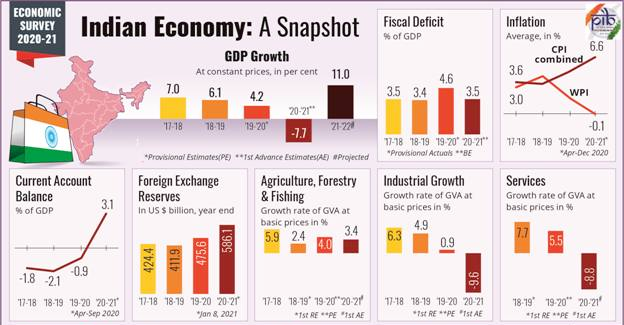 ECONOMIC
SURVEY
2020-21
Indian Economy: A Snapshot
pib
GDP Growth
At constant prices, in per cent
7.0
6.1
4.2
'20-21**
11.0
'17-18
'18-19
'19-20*
-7.7
'21-22#
*Provisional Estimates(PE) **1st Advance Estimates(AE) #Projected
Fiscal Deficit
% of GDP
3.5
3.4
4.6
3.5
'17-18
'18-19
'19-20*
'20-21**
*Provisional Actuals **BE
Inflation
Average, in %
CPI
combined
6.6
3.6
3.0
WPI
-0.1
'17-18
'18-19
'19-20
'20-21*
*Apr-Dec 2020
Current Account
Balance
% of GDP
3.1
-1.8
-2.1
-0.9
'17-18
'18-19
'19-20
'20-21*
*Apr-Sep 2020
Foreign Exchange
Reserves
In US $ billion, year end
424.4
411.9
475.6
586.1
'17-18
'18-19
'19-20
'20-21*
*Jan 8, 2021
Agriculture, Forestry
& Fishing
Growth rate of GVA at
basic prices in %
5.9
2.4
4.0
3.4
'17-18
'18-19*
'19-20**
'20-21#
*1st RE **PE #1st AE
Industrial Growth
Growth rate of GVA at
basic prices in %
6.3
4.9
0.9
-9.6
'17-18
'18-19
'19-20
'20-21
*1st RE **PE #1st AE
Services
Growth rate of GVA at
basic prices in %
7.7
5.5
-8.8
'18-19*
'19-20**
'20-21#
*1st RE **PE #1st AE